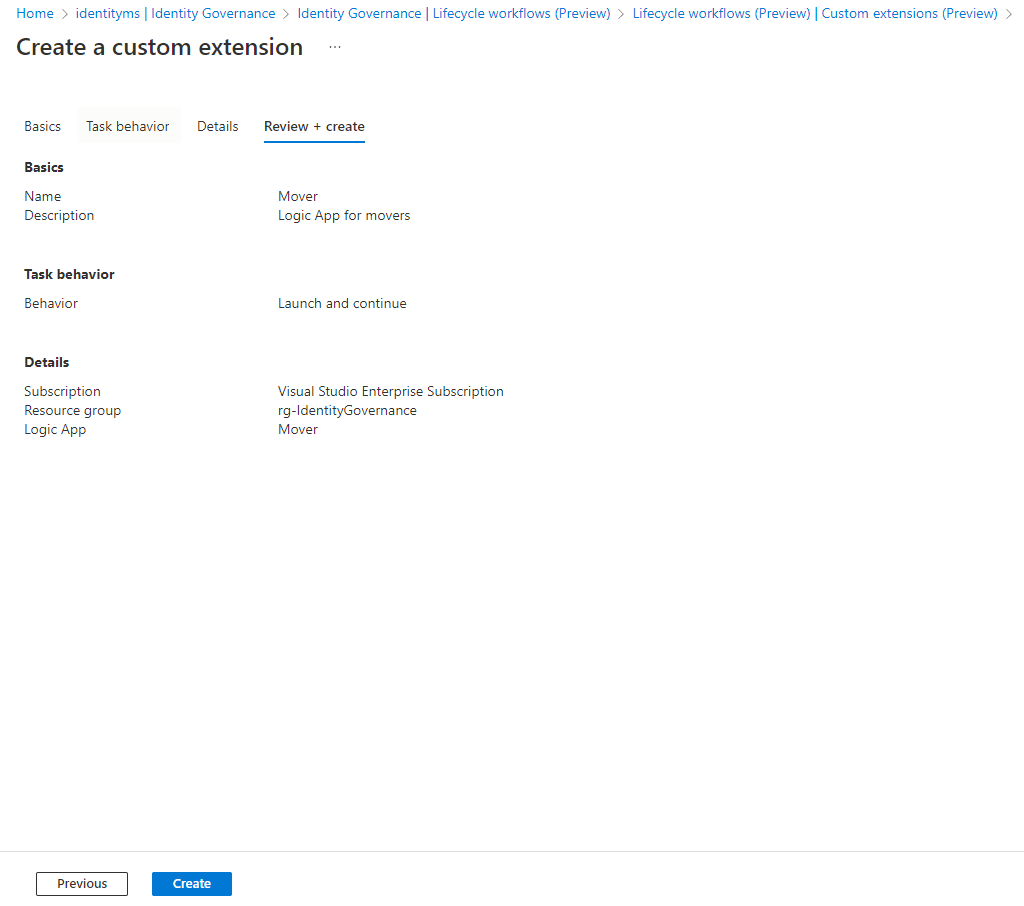 Home > identityms | Identity Governance > Identity Governance | Lifecycle workflows (Preview) > Lifecycle workflows (Preview) | Custom extensions (Preview) >
Create a custom extension ...
Basics Task behavior Details Review + create
Basics
Name Mover
Description Logic App for movers
Task behavior
Behavior Launch and continue
Details
Subscription Visual Studio Enterprise Subscription
Resource group rg-IdentityGovernance
Logic App Mover
Previous Create